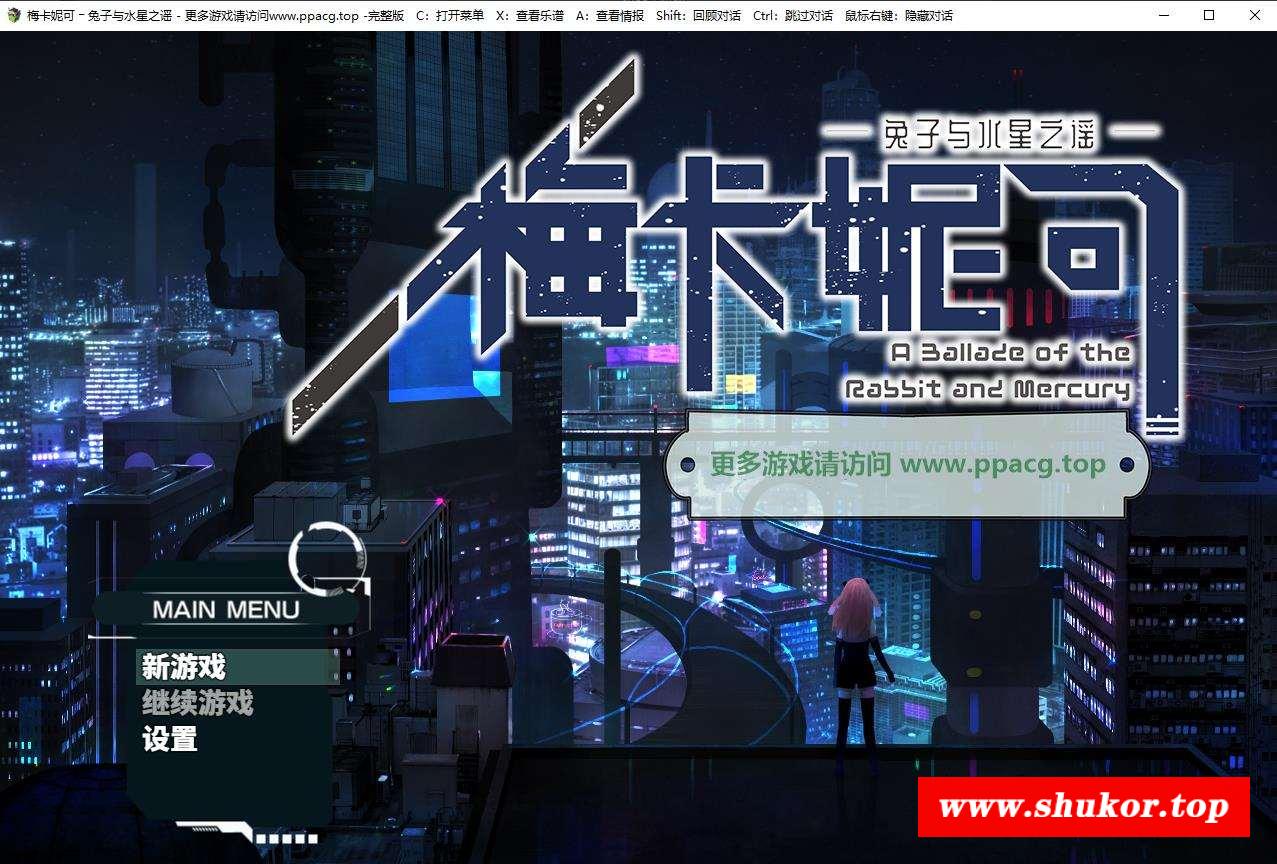 梅卡妮可 - 兔子与水星之谣 - 更多游戏请访问www.ppacg.top -完整版 C: 打开菜单 X: 查看乐谱 A: 查看情报 Shift: 回顾对话 Ctrl: 跳过对话 鼠标右键: 隐藏对话
兔子与水星之谣
梅卡妮可
A Ballade of the
Rabbit and Mercury
更多游戏请访问 www.ppacg.top
MAIN MENU
新游戏
继续游戏
设置
www.shukor.top